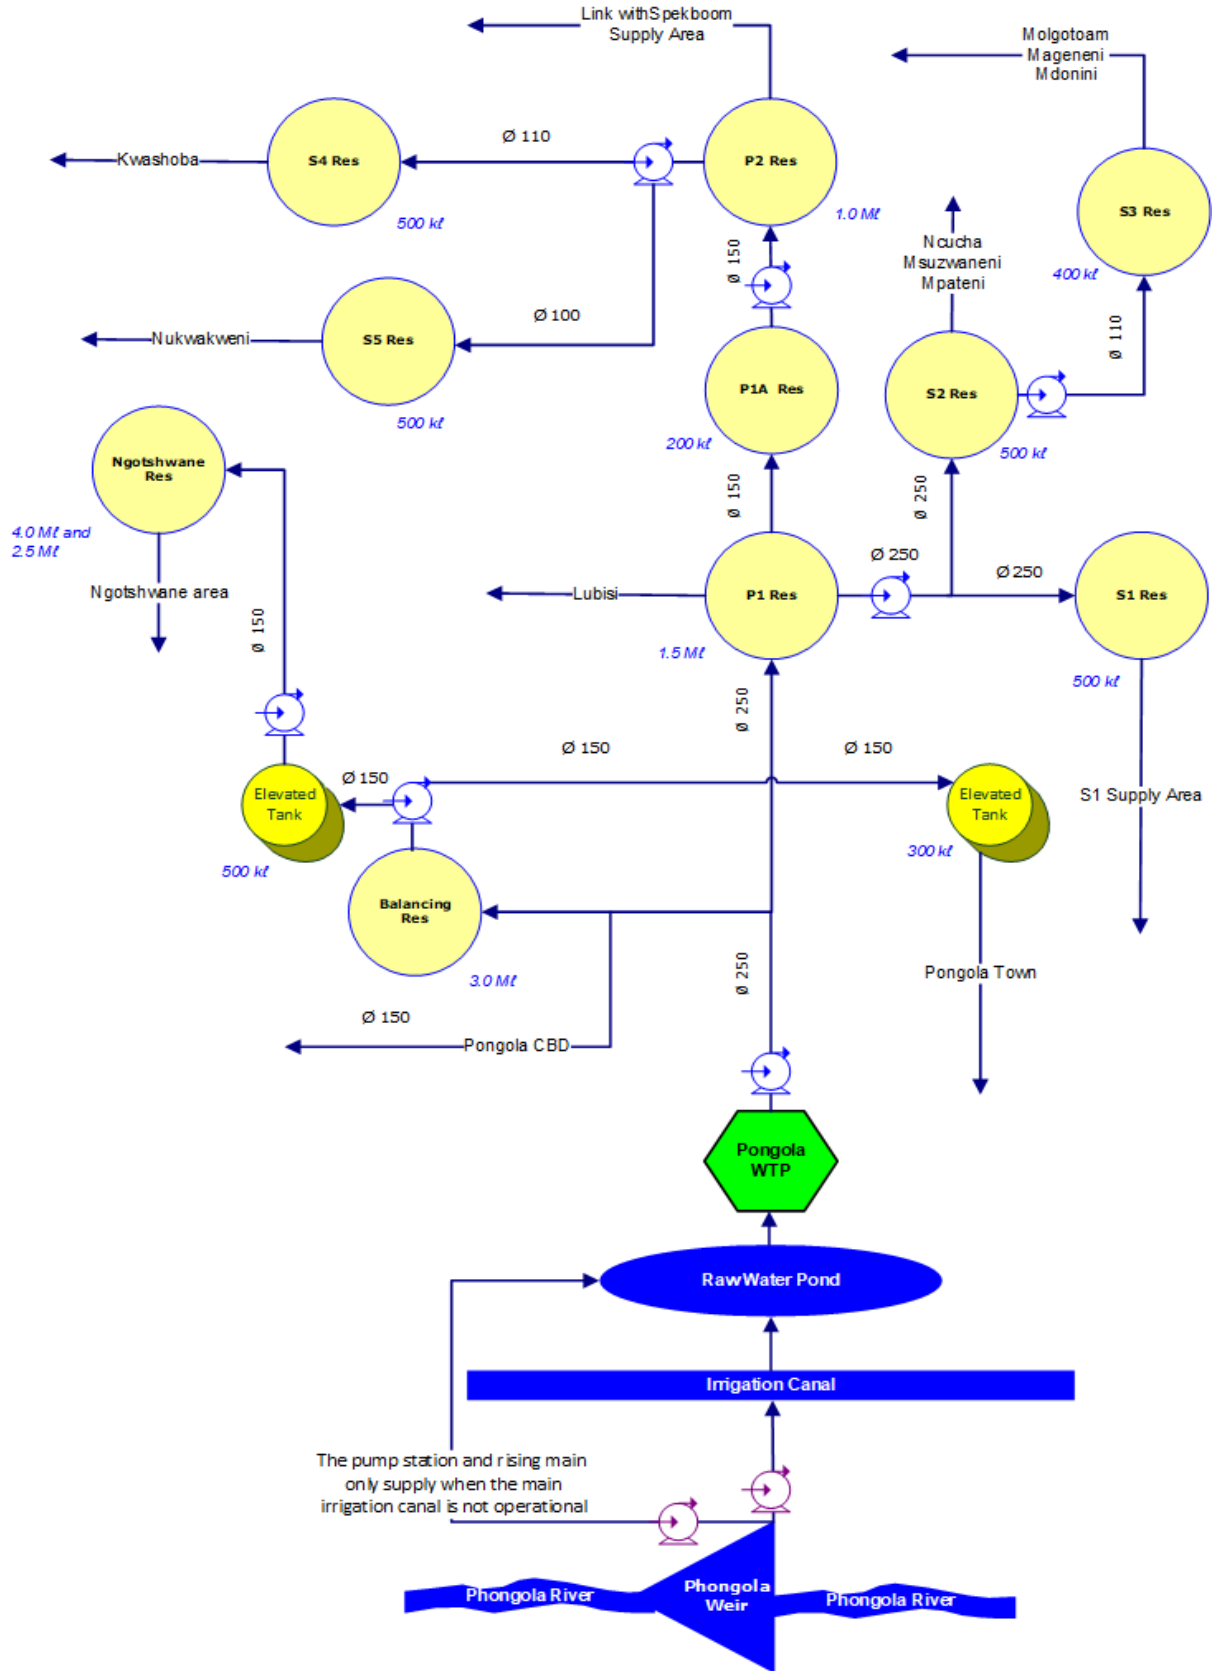 Link withSpekboom
Supply Area
Molgotoam
Mageneni
Mdonini
Ø 110
Kwashoba
S4 Res
P2 Res
500 kℓ
1.0 Mℓ
S3 Res
400 kℓ
Ncucha
Msuzwaneni
Mpateni
Ø 150
Ø 100
Nukwakweni
S5 Res
500 kℓ
Ø 110
P1A Res
200 kℓ
S2 Res
500 kℓ
Ngotshwane
Res
4.0 Mℓ and
2.5 Mℓ
Ngotshwane area
Ø 150
Ø 250
Ø 250
Ø 250
Lubisi
P1 Res
1.5 Mℓ
S1 Res
500 kℓ
Ø 150
Ø 250
Ø 150
Ø 150
Ø 150
Elevated
Tank
500 kℓ
Elevated
Tank
300 kℓ
S1 Supply Area
Balancing
Res
3.0 Mℓ
Ø 250
Pongola Town
Ø 150
Pongola CBD
Pongola
WTP
RawWater Pond
Irrigation Canal
The pump station and rising main
only supply when the main
irrigation canal is not operational
Phongola River
Phongola
Weir
Phongola River